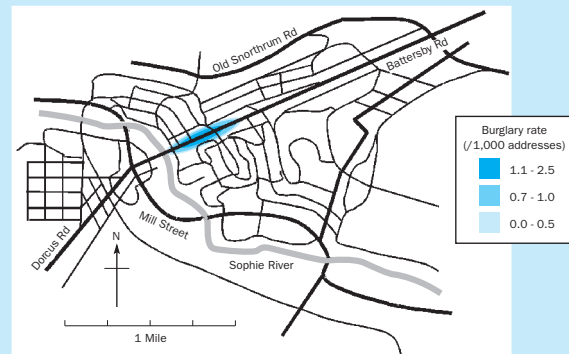 Old Snorthrum Rd
Battersby Rd
Burglary rate
(/1,000 addresses)
1.1 - 2.5
0.7 - 1.0
0.0 - 0.5
Mill Street
Dorcus Rd
N
Sophie River
1 Mile